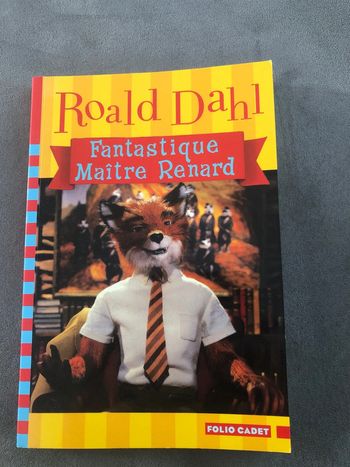 Roald Dahl
Fantastique
Maître Renard
FOLIO CADET